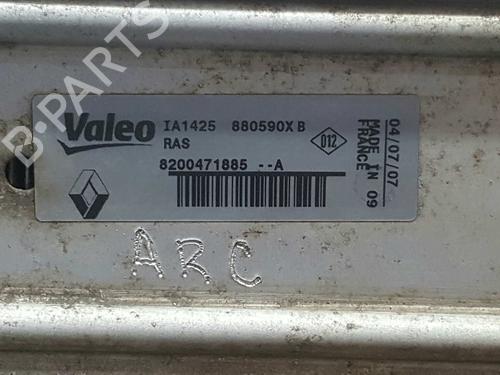 Valeo IA1425 880590X B
RAS
8200471885 --A
D12
04/07/07
MADE IN 09
FRANCE
ARC
B-Parts